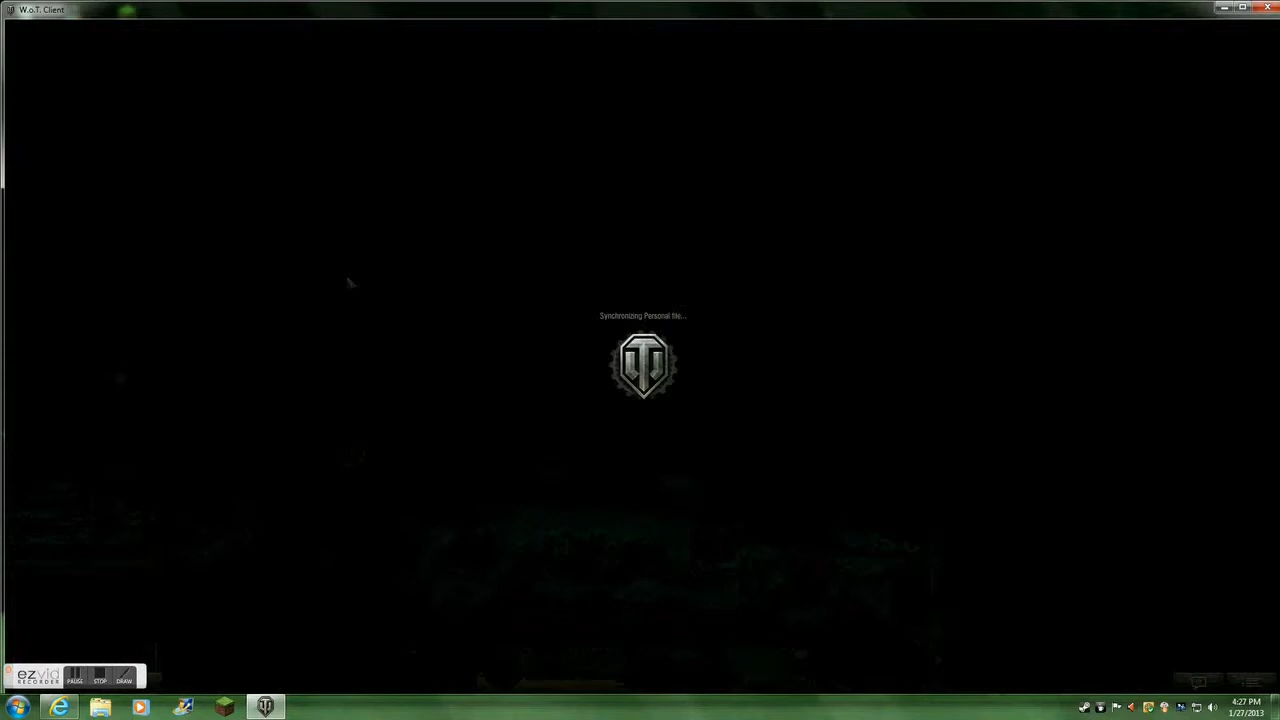 W.o.T. Client
Synchronizing Personal file...
ezvid
RECORDER
PAUSE
STOP
DRAW
4:27 PM
1/27/2013